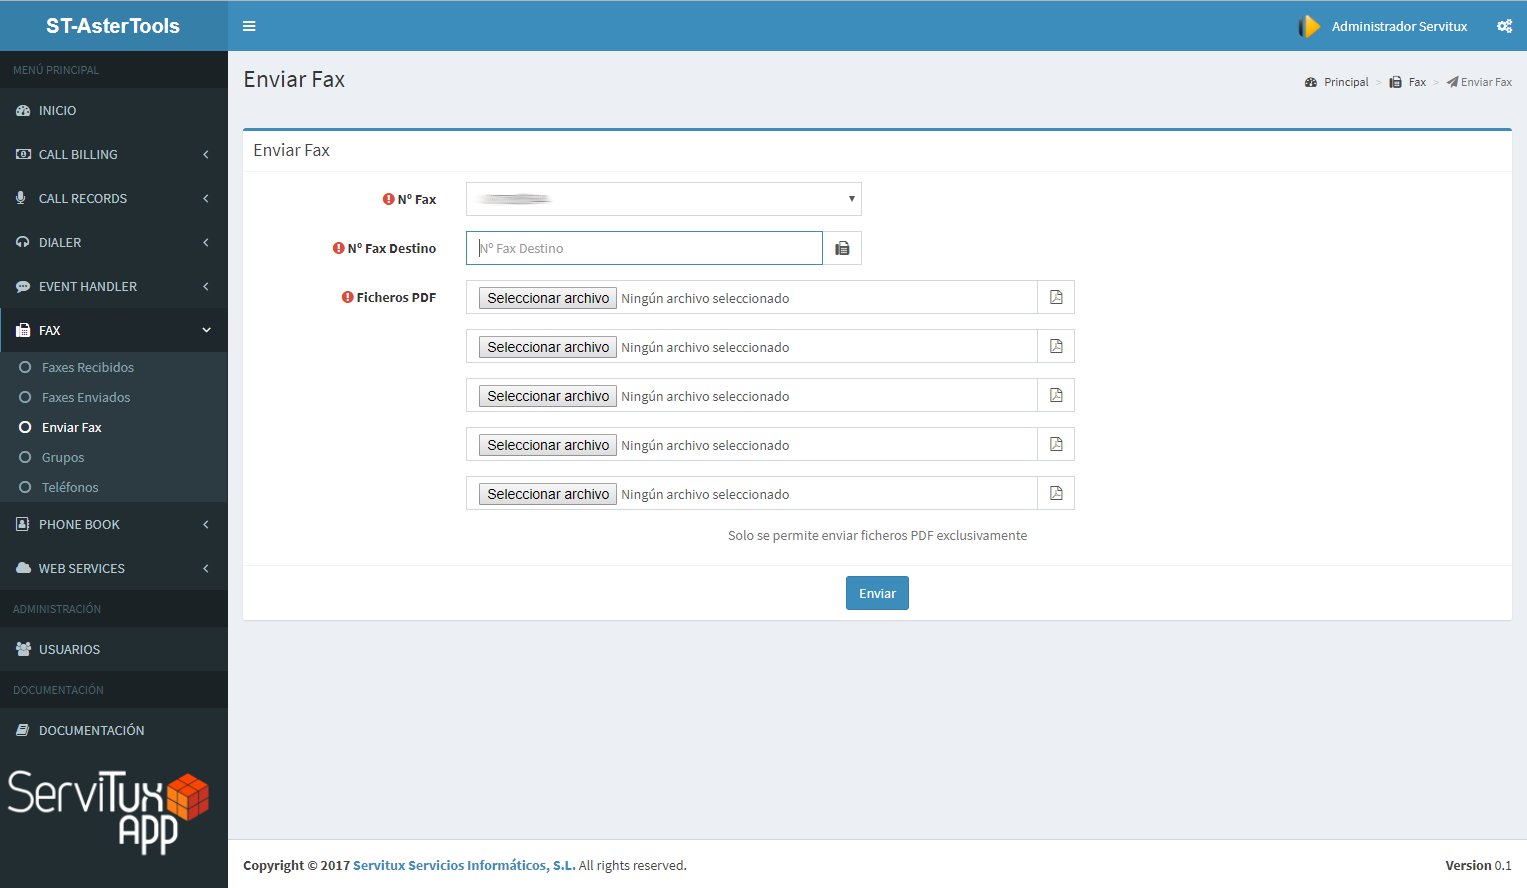 ST-AsterTools
Administrador Servitux
MENÚ PRINCIPAL
INICIO
CALL BILLING
CALL RECORDS
DIALER
EVENT HANDLER
FAX
Faxes Recibidos
Faxes Enviados
Enviar Fax
Grupos
Teléfonos
PHONE BOOK
WEB SERVICES
ADMINISTRACIÓN
USUARIOS
DOCUMENTACIÓN
DOCUMENTACIÓN
SERVITUX
APP
Enviar Fax
Principal > Fax > Enviar Fax
Enviar Fax
Nº Fax
Nº Fax Destino Nº Fax Destino
Ficheros PDF Seleccionar archivo Ningún archivo seleccionado
Seleccionar archivo Ningún archivo seleccionado
Seleccionar archivo Ningún archivo seleccionado
Seleccionar archivo Ningún archivo seleccionado
Seleccionar archivo Ningún archivo seleccionado
Solo se permite enviar ficheros PDF exclusivamente
Enviar
Copyright © 2017 Servitux Servicios Informáticos, S.L. All rights reserved.
Version 0.1